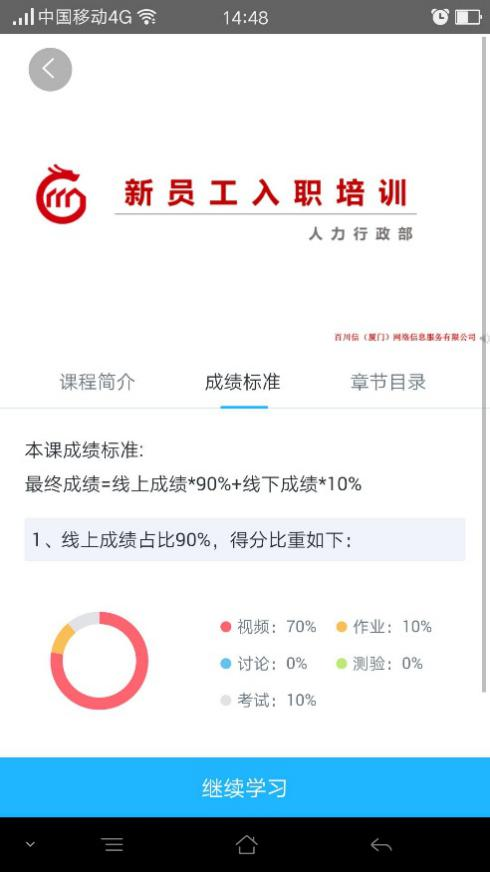 中国移动4G 14:48
新员工入职培训
人力行政部
百川信（厦门）网络信息服务有限公司
课程简介 成绩标准 章节目录
本课成绩标准:
最终成绩=线上成绩*90%+线下成绩*10%
1、线上成绩占比90%，得分比重如下：
视频：70% 作业：10%
讨论：0% 测验：0%
考试：10%
继续学习